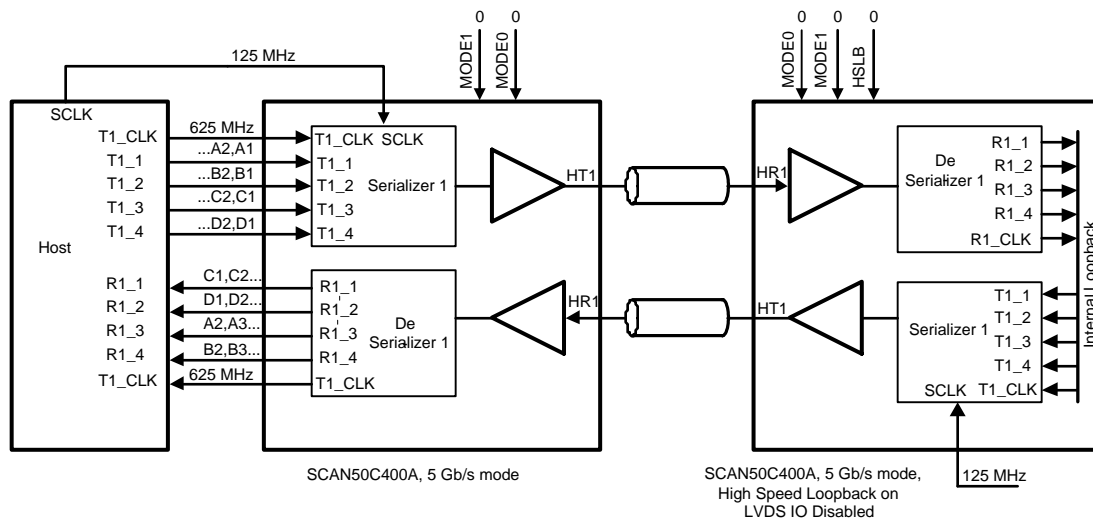 0
0
0
0
0
MODE1
MODE0
MODE0
MODE1
HSLB
125 MHz
SCLK
Host
T1_CLK
T1_1
T1_2
T1_3
T1_4
625 MHz
...A2,A1
...B2,B1
...C2,C1
...D2,D1
T1_CLK SCLK
T1_1
T1_2
T1_3
T1_4
Serializer 1
HT1
HR1
De
Serializer 1
R1_1
R1_2
R1_3
R1_4
R1_CLK
Internal Loopback
R1_1
R1_2
R1_3
R1_4
T1_CLK
C1,C2...
D1,D2...
A2,A3...
B2,B3...
625 MHz
R1_1
R1_2
R1_3
R1_4
T1_CLK
De
Serializer 1
HR1
HT1
Serializer 1
T1_1
T1_2
T1_3
T1_4
SCLK T1_CLK
125 MHz
SCAN50C400A, 5 Gb/s mode
SCAN50C400A, 5 Gb/s mode,
High Speed Loopback on
LVDS IO Disabled